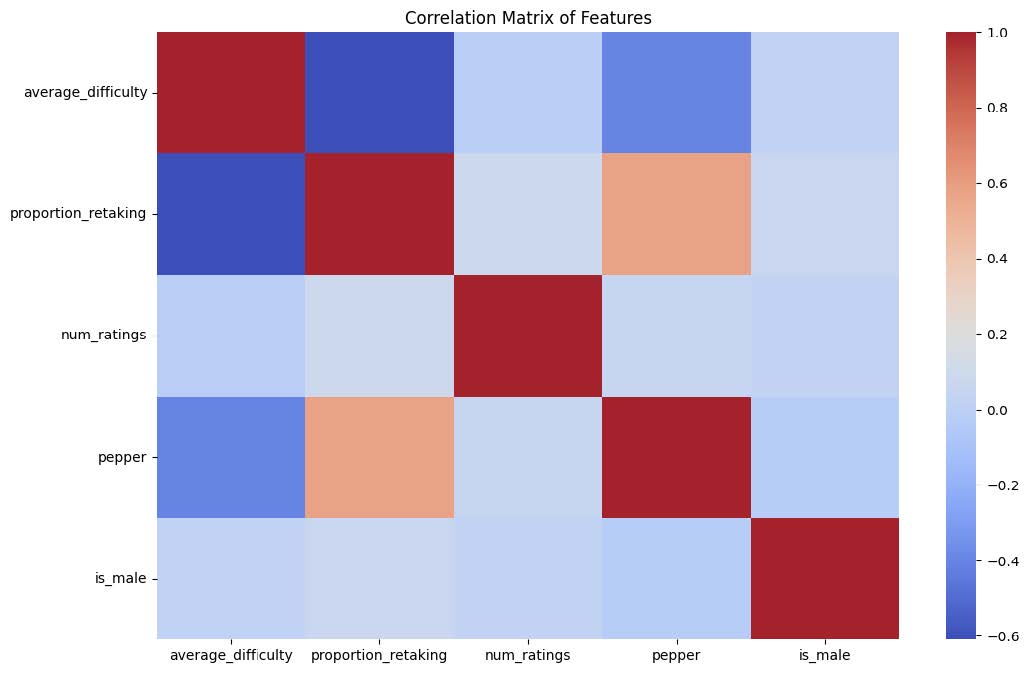 Correlation Matrix of Features
average_difficulty
proportion_retaking
num_ratings
pepper
is_male
average_difficulty proportion_retaking num_ratings pepper is_male
1.0
0.8
0.6
0.4
0.2
0.0
−0.2
−0.4
−0.6